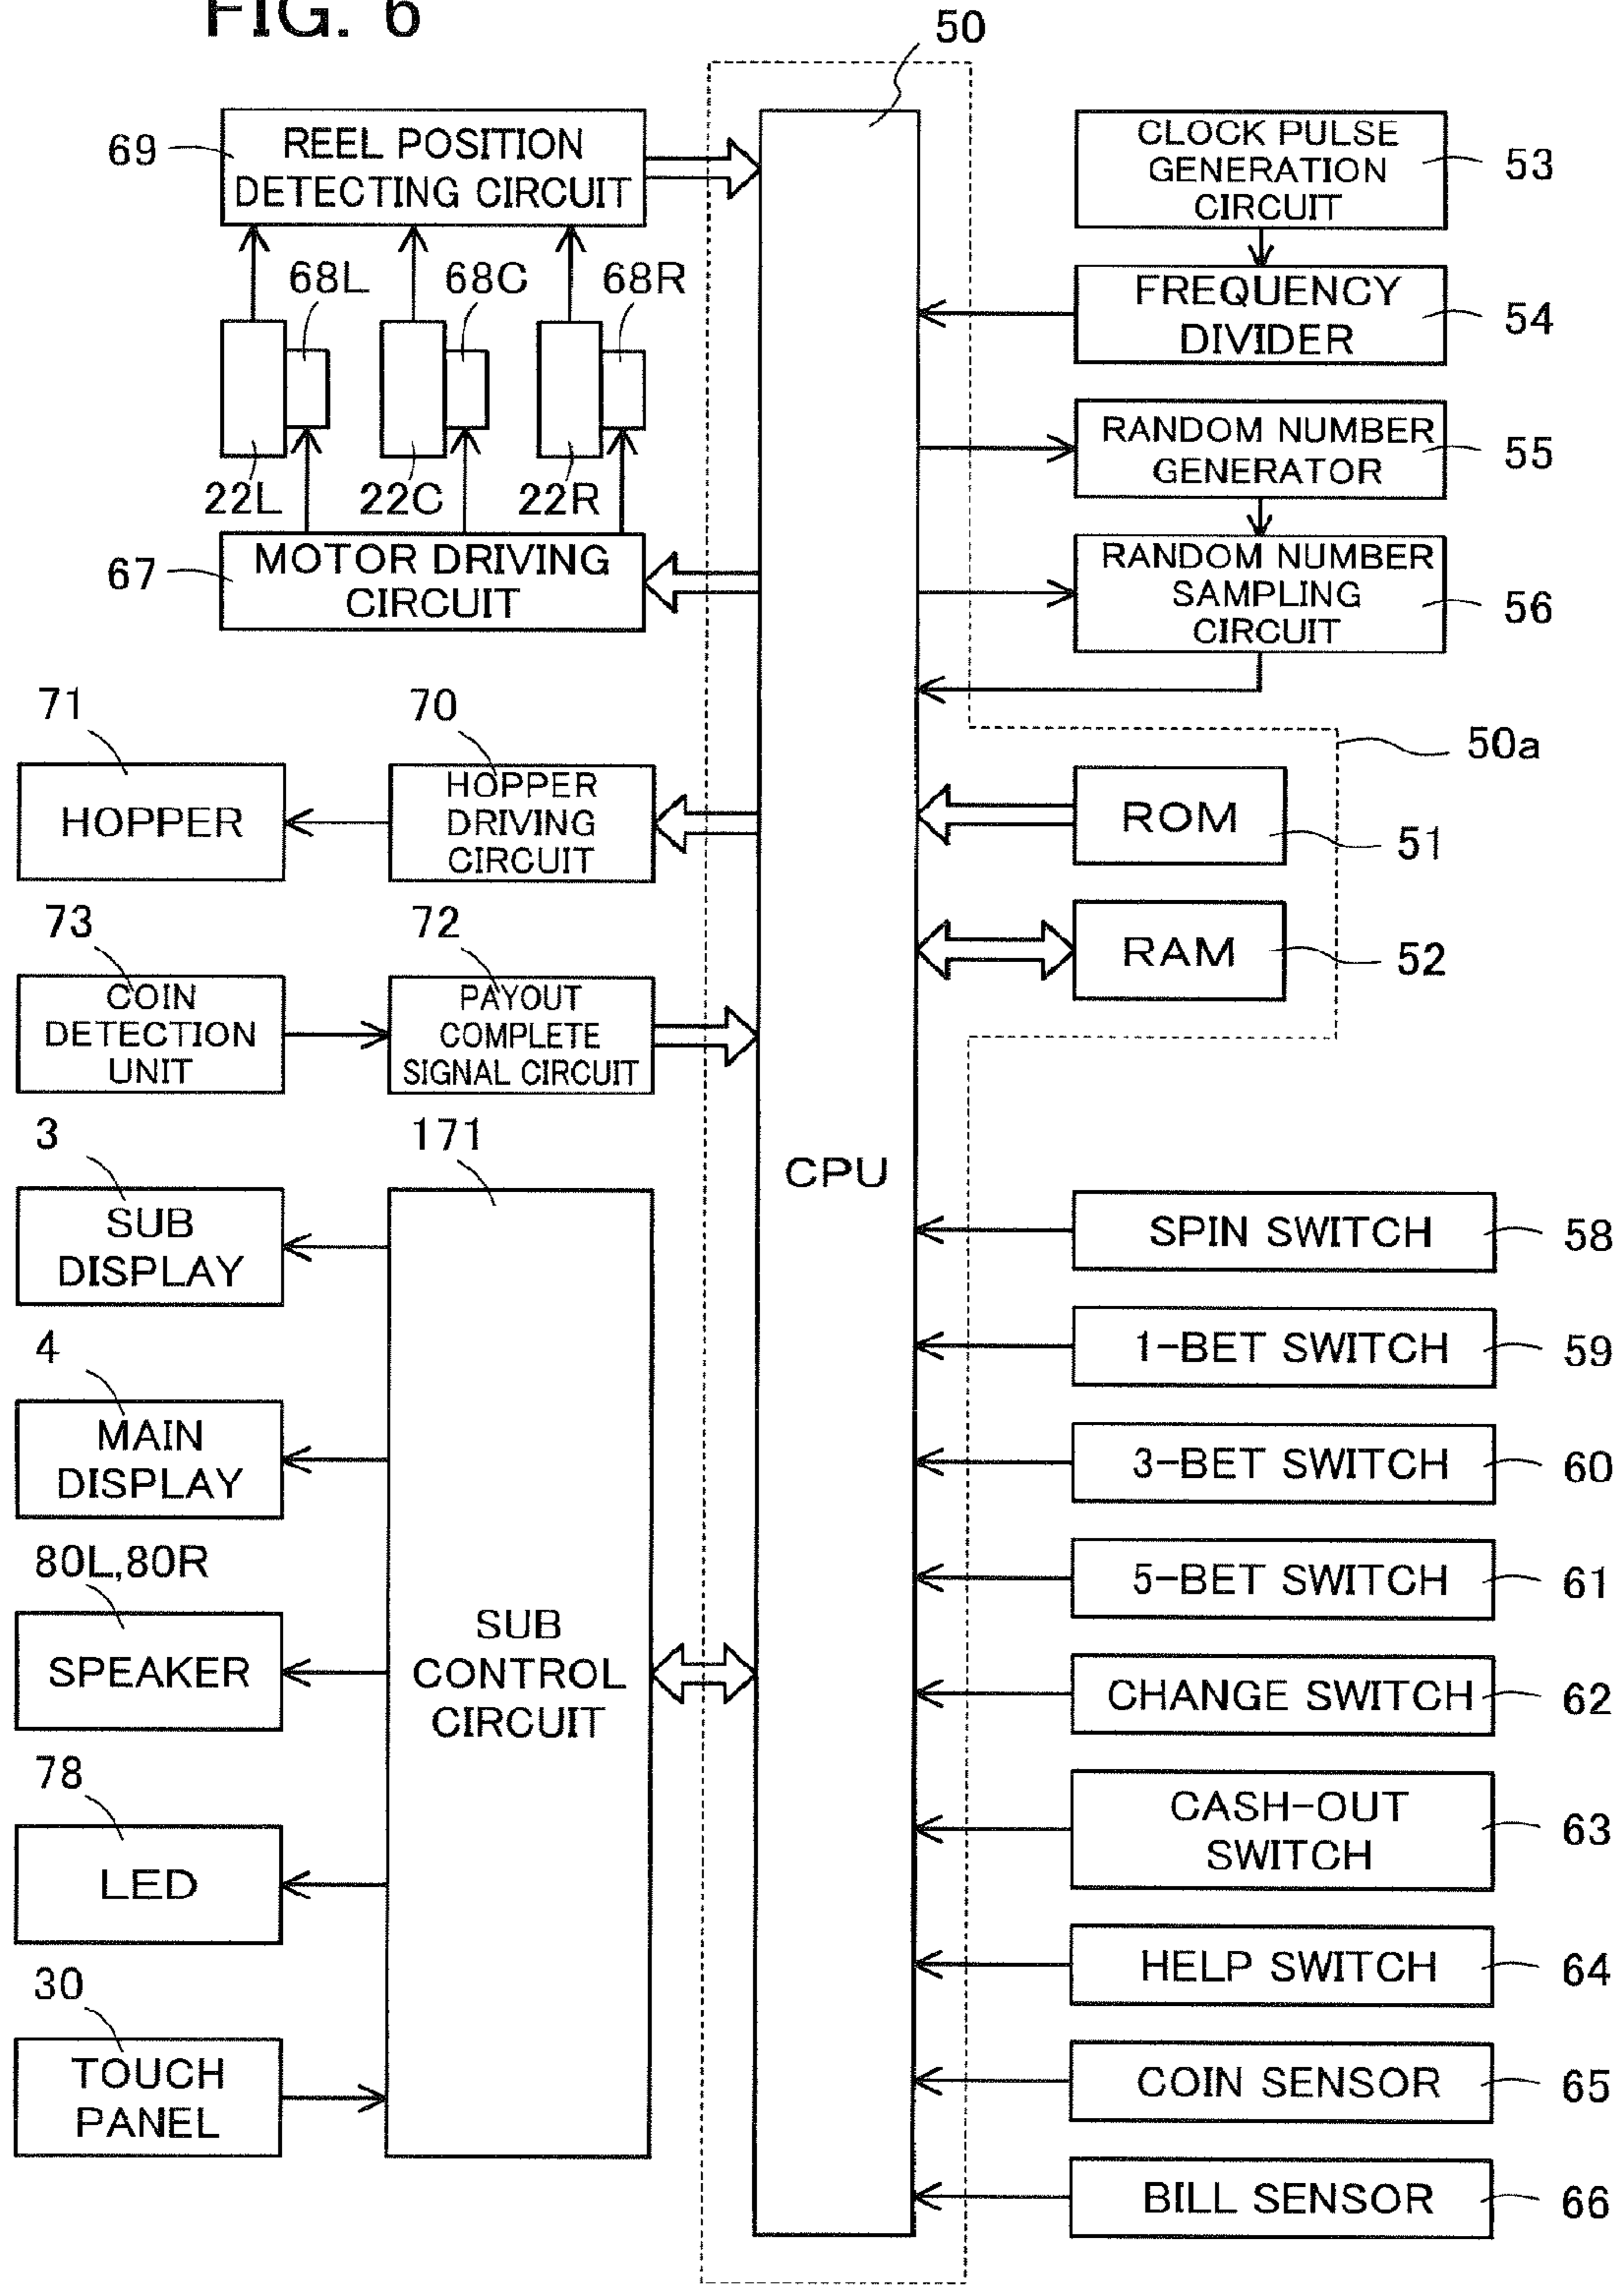 FIG. 6
50
69
REEL POSITION
DETECTING CIRCUIT
68L
68C
68R
22L
22C
22R
67
MOTOR DRIVING
CIRCUIT
CLOCK PULSE
GENERATION
CIRCUIT
53
FREQUENCY
DIVIDER
54
RANDOM NUMBER
GENERATOR
55
RANDOM NUMBER
SAMPLING
CIRCUIT
56
50a
71
HOPPER
70
HOPPER
DRIVING
CIRCUIT
ROM
51
73
COIN
DETECTION
UNIT
72
PAYOUT
COMPLETE
SIGNAL CIRCUIT
RAM
52
CPU
3
SUB
DISPLAY
171
4
MAIN
DISPLAY
80L,80R
SPEAKER
SUB
CONTROL
CIRCUIT
78
LED
30
TOUCH
PANEL
SPIN SWITCH
58
1-BET SWITCH
59
3-BET SWITCH
60
5-BET SWITCH
61
CHANGE SWITCH
62
CASH-OUT
SWITCH
63
HELP SWITCH
64
COIN SENSOR
65
BILL SENSOR
66